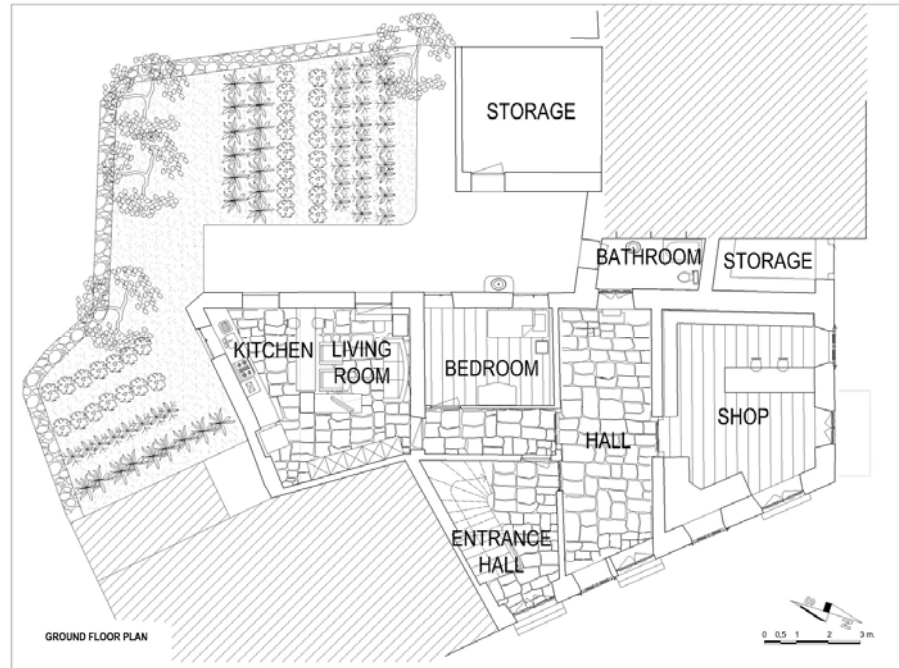 STORAGE
BATHROOM
STORAGE
KITCHEN
LIVING
ROOM
BEDROOM
HALL
SHOP
ENTRANCE
HALL
GROUND FLOOR PLAN
0 0,5 1 2 3 m.